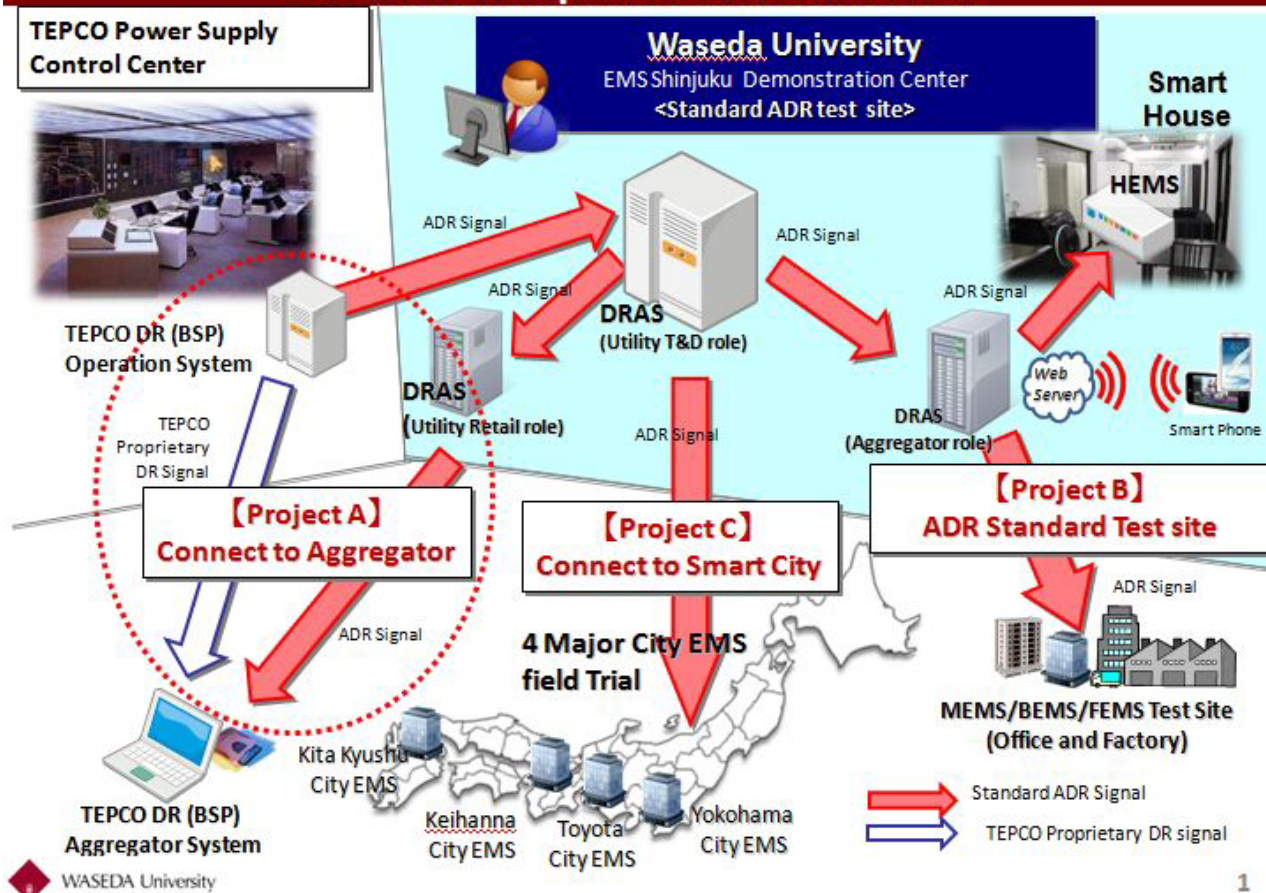 TEPCO Power Supply
Control Center
Waseda University
EMS Shinjuku Demonstration Center
<Standard ADR test site>
Smart
House
HEMS
ADR Signal
ADR Signal
ADR Signal
ADR Signal
DRAS
(Utility T&D role)
TEPCO DR (BSP)
Operation System
DRAS
(Utility Retail role)
Web
Server
DRAS
(Aggregator role)
Smart Phone
TEPCO
Proprietary
DR Signal
ADR Signal
【Project A】
Connect to Aggregator
【Project C】
Connect to Smart City
【Project B】
ADR Standard Test site
ADR Signal
ADR Signal
4 Major City EMS
field Trial
MEMS/BEMS/FEMS Test Site
(Office and Factory)
Kita Kyushu
City EMS
Keihanna
City EMS
Toyota
City EMS
Yokohama
City EMS
Standard ADR Signal
TEPCO Proprietary DR signal
TEPCO DR (BSP)
Aggregator System
WASEDA University
1